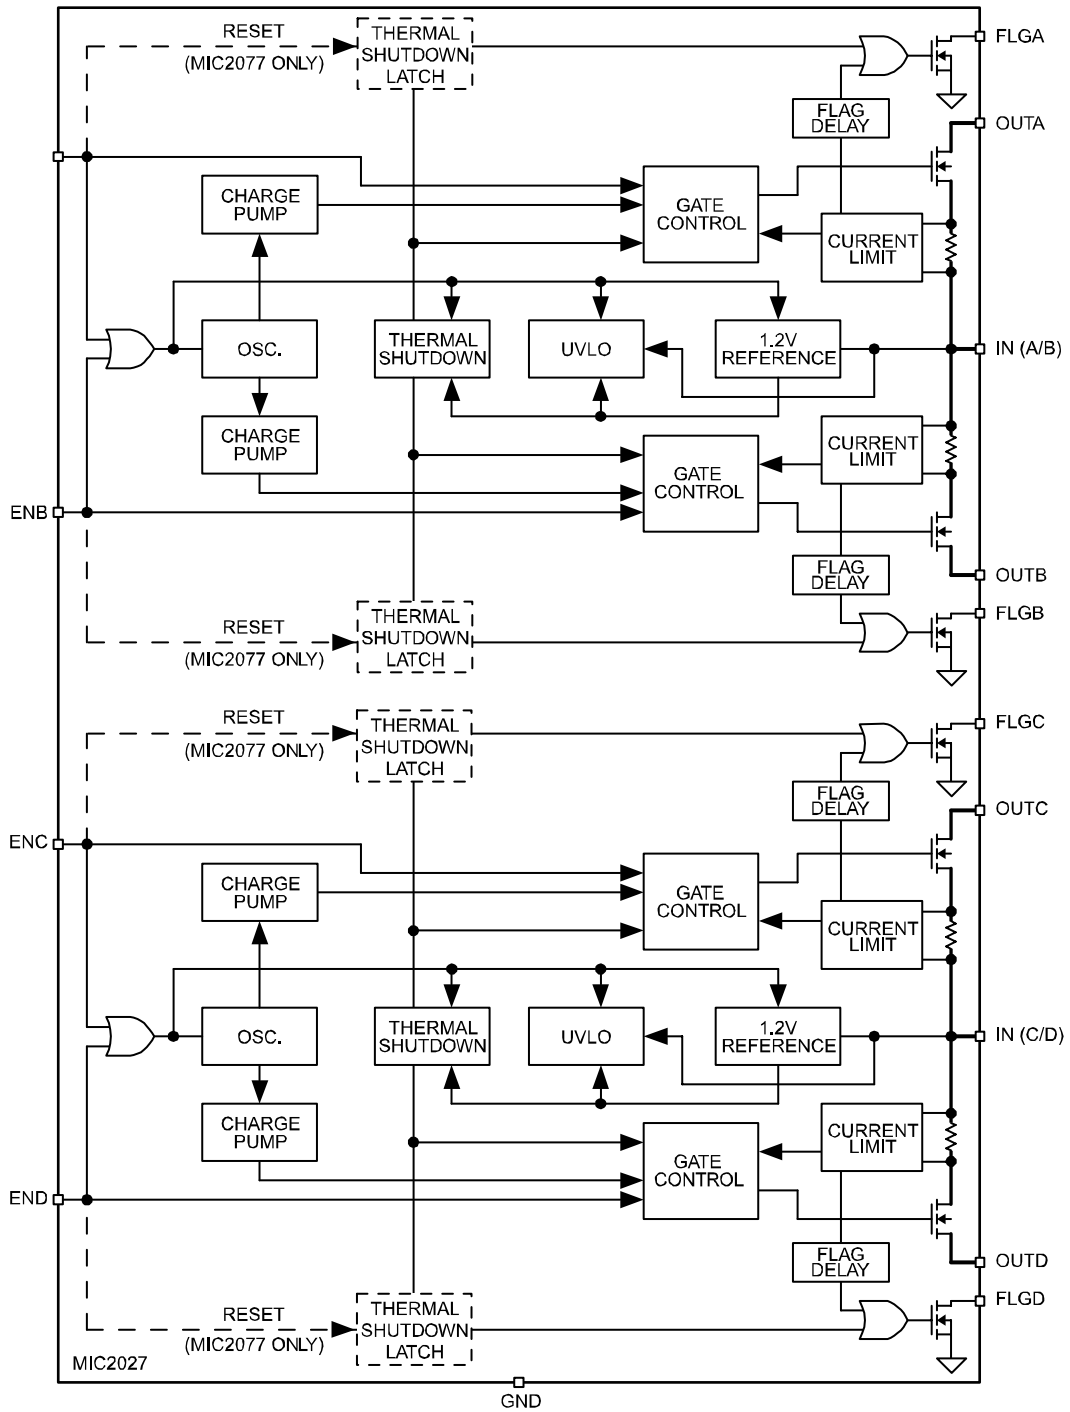 RESET
(MIC2077 ONLY)
THERMAL
SHUTDOWN
LATCH
FLGA
FLAG
DELAY
OUTA
CHARGE
PUMP
GATE
CONTROL
CURRENT
LIMIT
OSC.
THERMAL
SHUTDOWN
UVLO
1.2V
REFERENCE
IN (A/B)
CHARGE
PUMP
GATE
CONTROL
CURRENT
LIMIT
ENB
FLAG
DELAY
OUTB
RESET
(MIC2077 ONLY)
THERMAL
SHUTDOWN
LATCH
FLGB
RESET
(MIC2077 ONLY)
THERMAL
SHUTDOWN
LATCH
FLGC
FLAG
DELAY
OUTC
ENC
CHARGE
PUMP
GATE
CONTROL
CURRENT
LIMIT
OSC.
THERMAL
SHUTDOWN
UVLO
1.2V
REFERENCE
IN (C/D)
CHARGE
PUMP
GATE
CONTROL
CURRENT
LIMIT
END
FLAG
DELAY
OUTD
RESET
(MIC2077 ONLY)
THERMAL
SHUTDOWN
LATCH
FLGD
MIC2027
GND